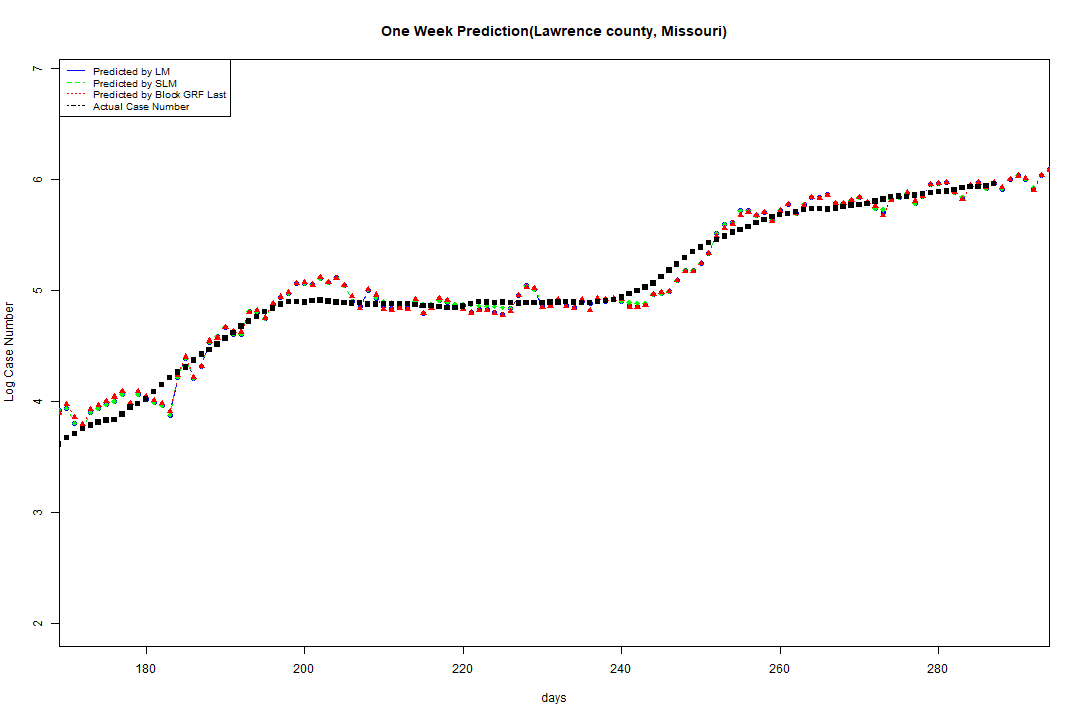 One Week Prediction(Lawrence county, Missouri)
Predicted by LM
Predicted by SLM
Predicted by Block GRF Last
Actual Case Number
7
6
5
4
3
2
Log Case Number
180 200 220 240 260 280
days